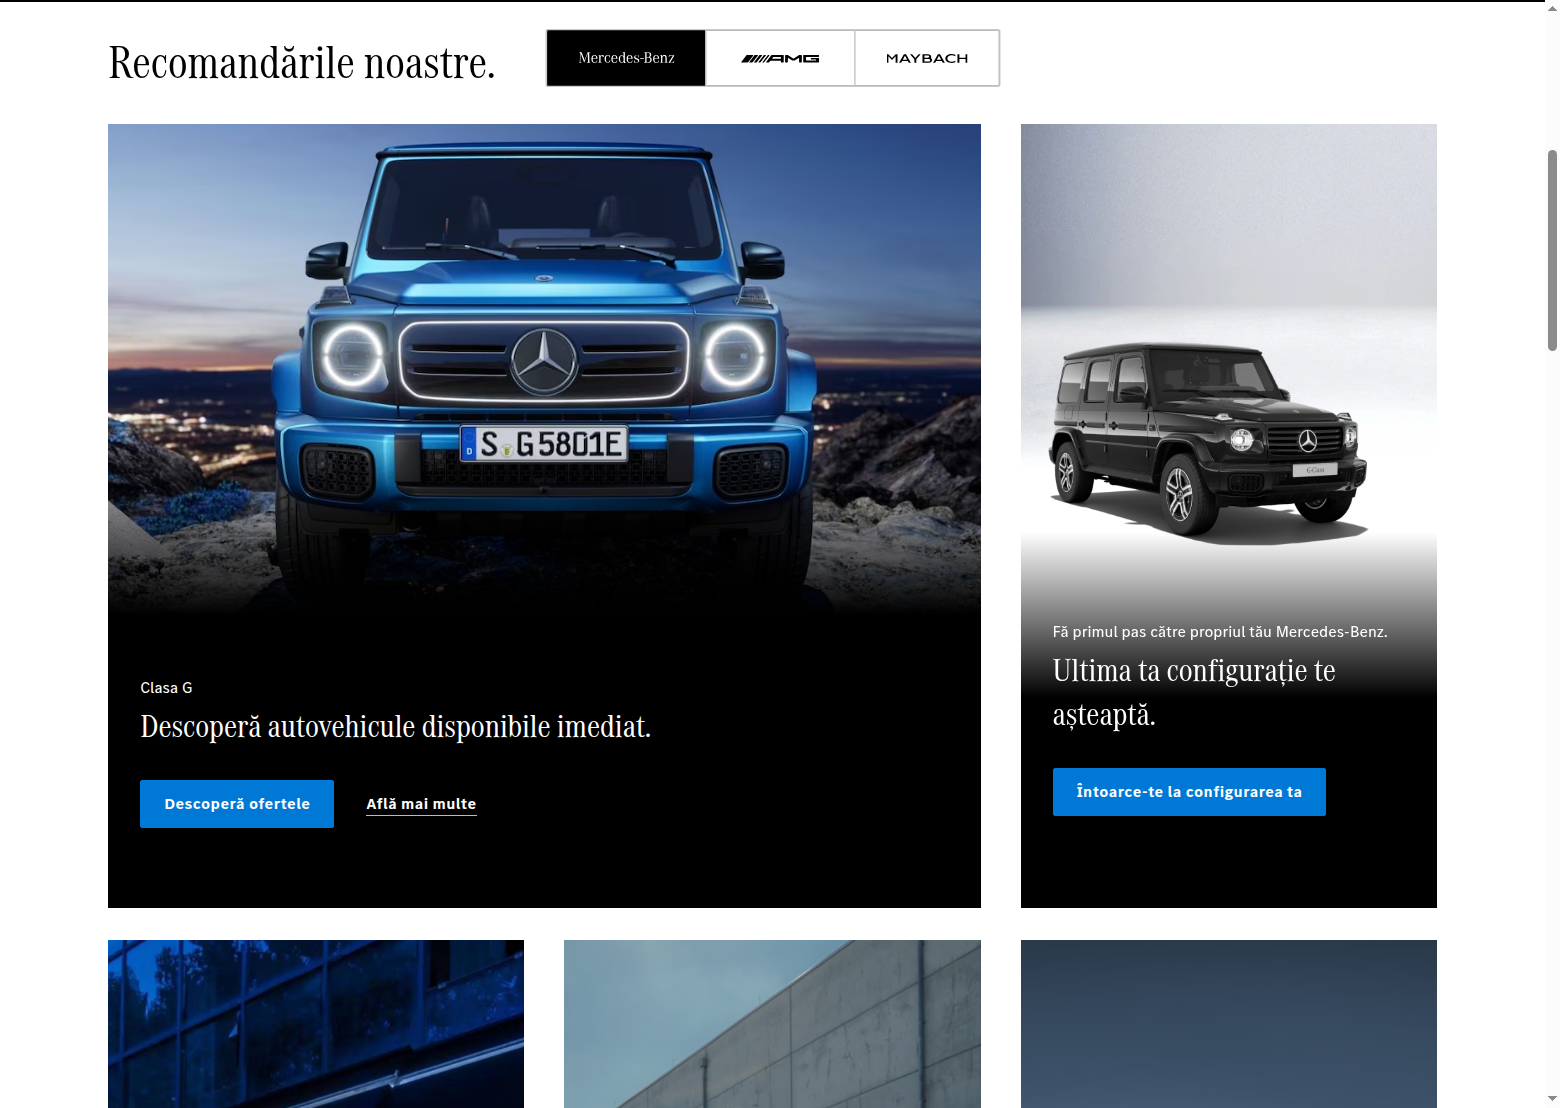 Recomandările noastre.
Mercedes-Benz
AMG
MAYBACH
S G 5801E
D
G-Class
Clasa G
Descoperă autovehicule disponibile imediat.
Descoperă ofertele
Află mai multe
Fă primul pas către propriul tău Mercedes-Benz.
Ultima ta configurație te
așteaptă.
Întoarce-te la configurarea ta